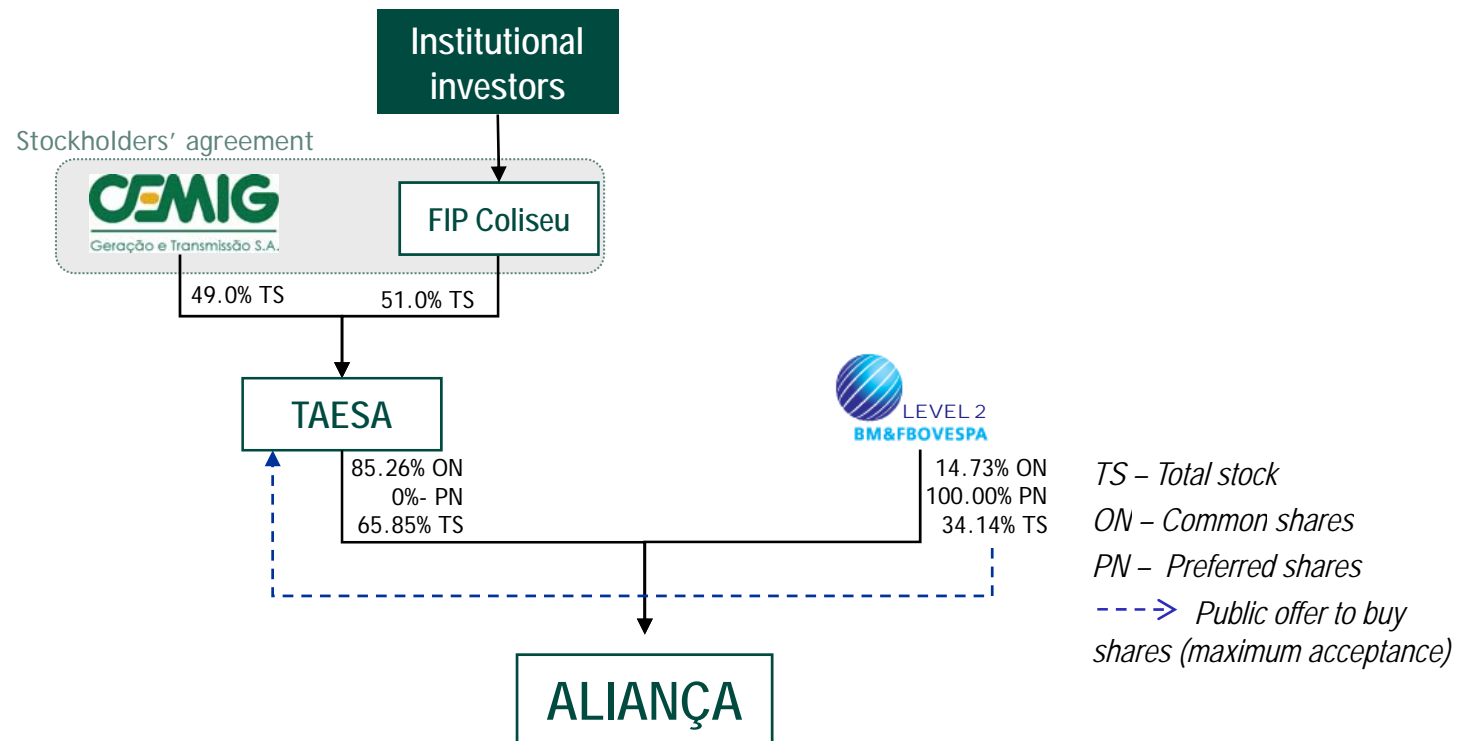 Institutional
investors
Stockholders' agreement
CEMIG
Geração e Transmissão S.A.
FIP Coliseu
49.0% TS
51.0% TS
TAESA
LEVEL 2
BM&FBOVESPA
85.26% ON
0%- PN
65.85% TS
14.73% ON
100.00% PN
34.14% TS
TS – Total stock
ON – Common shares
PN – Preferred shares
Public offer to buy
shares (maximum acceptance)
ALIANÇA